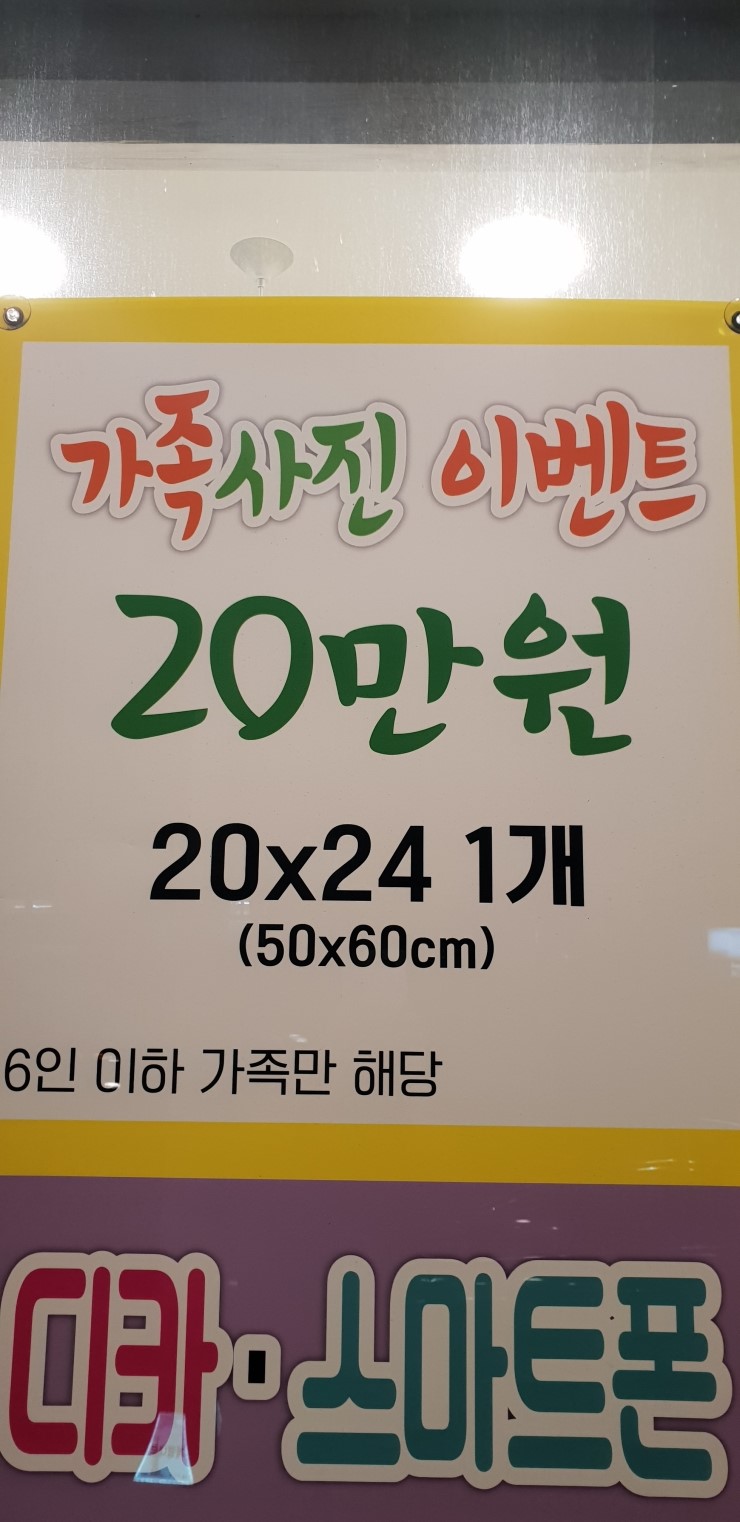 가족사진 이벤트
20만원
20x24 1개
(50x60cm)
6인 이하 가족만 해당
디카·스마트폰